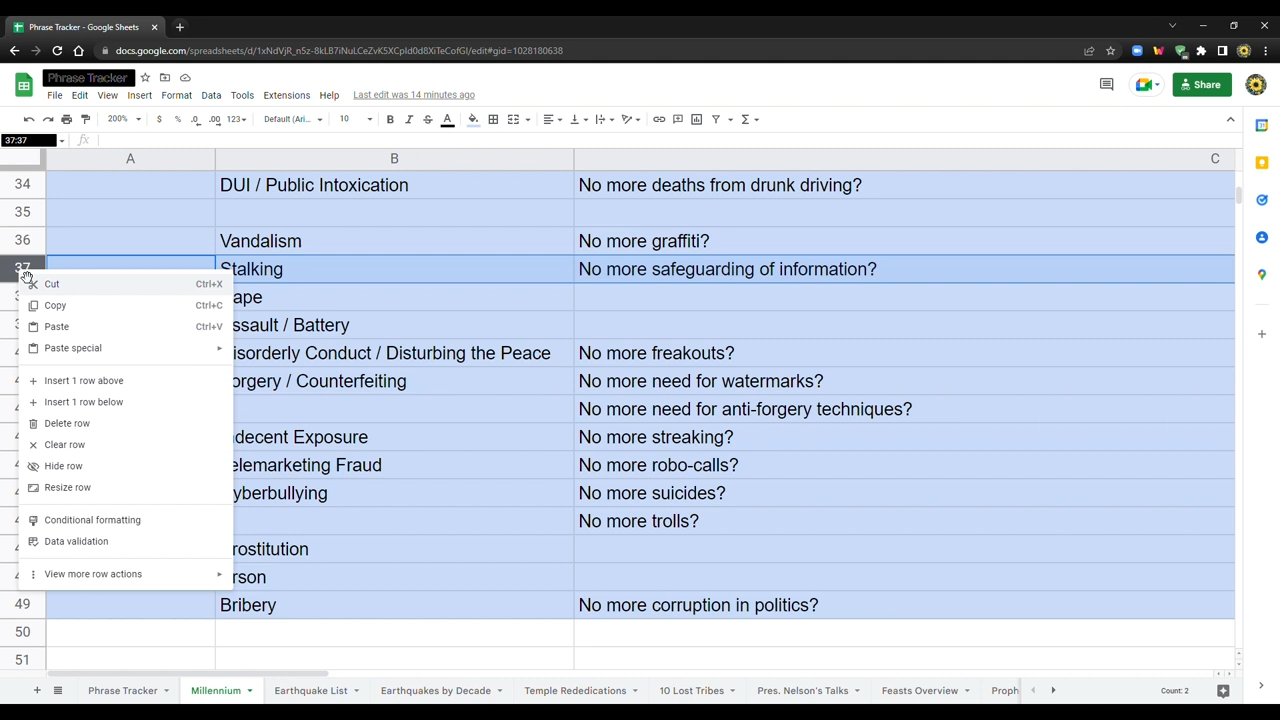 Phrase Tracker - Google Sheets
docs.google.com/spreadsheets/d/1xNdVjR_n5z-8kLB7iNuLCeZvK5XCpId0d8XiTeCofGI/edit#gid=1028180638
Phrase Tracker
File Edit View Insert Format Data Tools Extensions Help Last edit was 14 minutes ago
Share
200% $ % .0 .00 123 Default (Ari... 10
37:37
A B C
34 DUI / Public Intoxication No more deaths from drunk driving?
35
36 Vandalism No more graffiti?
37 Stalking No more safeguarding of information?
Cut Ctrl+X
ape
Copy Ctrl+C
Paste Ctrl+V
ssault / Battery
Paste special
isorderly Conduct / Disturbing the Peace No more freakouts?
Insert 1 row above
orgery / Counterfeiting No more need for watermarks?
Insert 1 row below
No more need for anti-forgery techniques?
Delete row
Clear row
decent Exposure No more streaking?
Hide row
elemarketing Fraud No more robo-calls?
Resize row
yberbullying No more suicides?
Conditional formatting
No more trolls?
Data validation
rostitution
View more row actions
rson
49 Bribery No more corruption in politics?
50
51
Phrase Tracker Millennium Earthquake List Earthquakes by Decade Temple Rededications 10 Lost Tribes Pres. Nelson's Talks Feasts Overview Proph
Count: 2